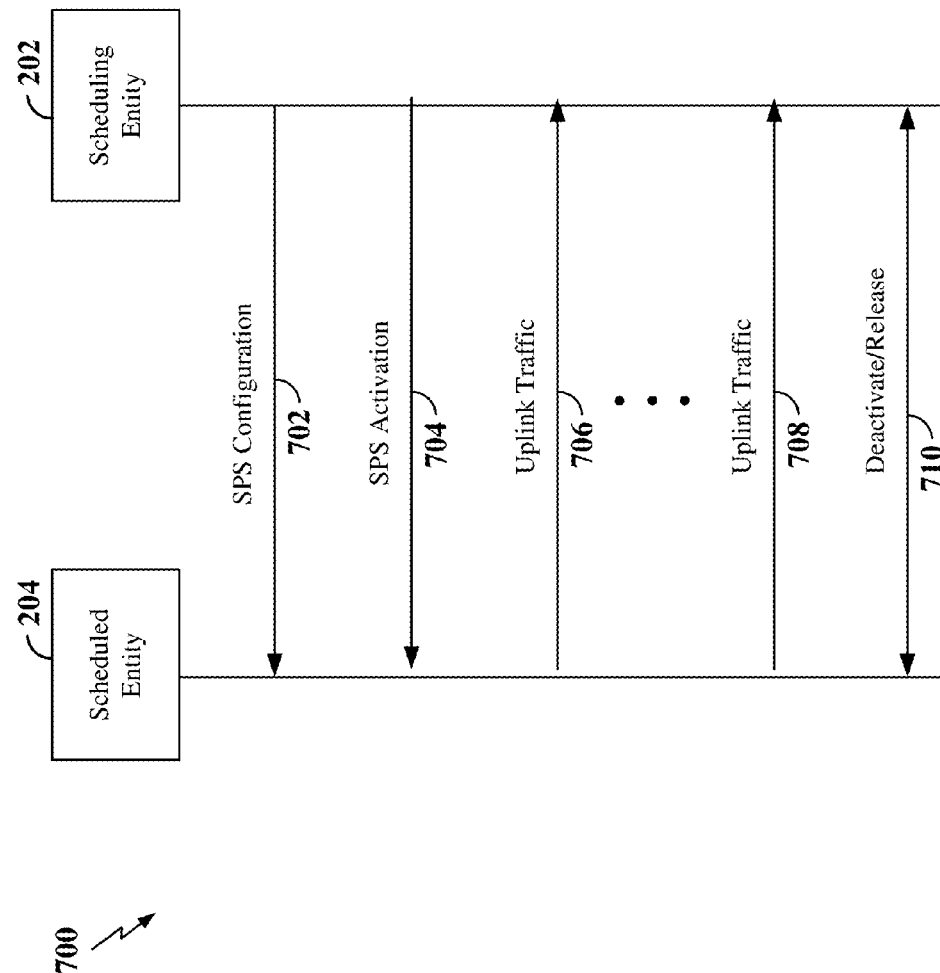 700
204
Scheduled
Entity
202
Scheduling
Entity
SPS Configuration
702
SPS Activation
704
Uplink Traffic
706
Uplink Traffic
708
Deactivate/Release
710